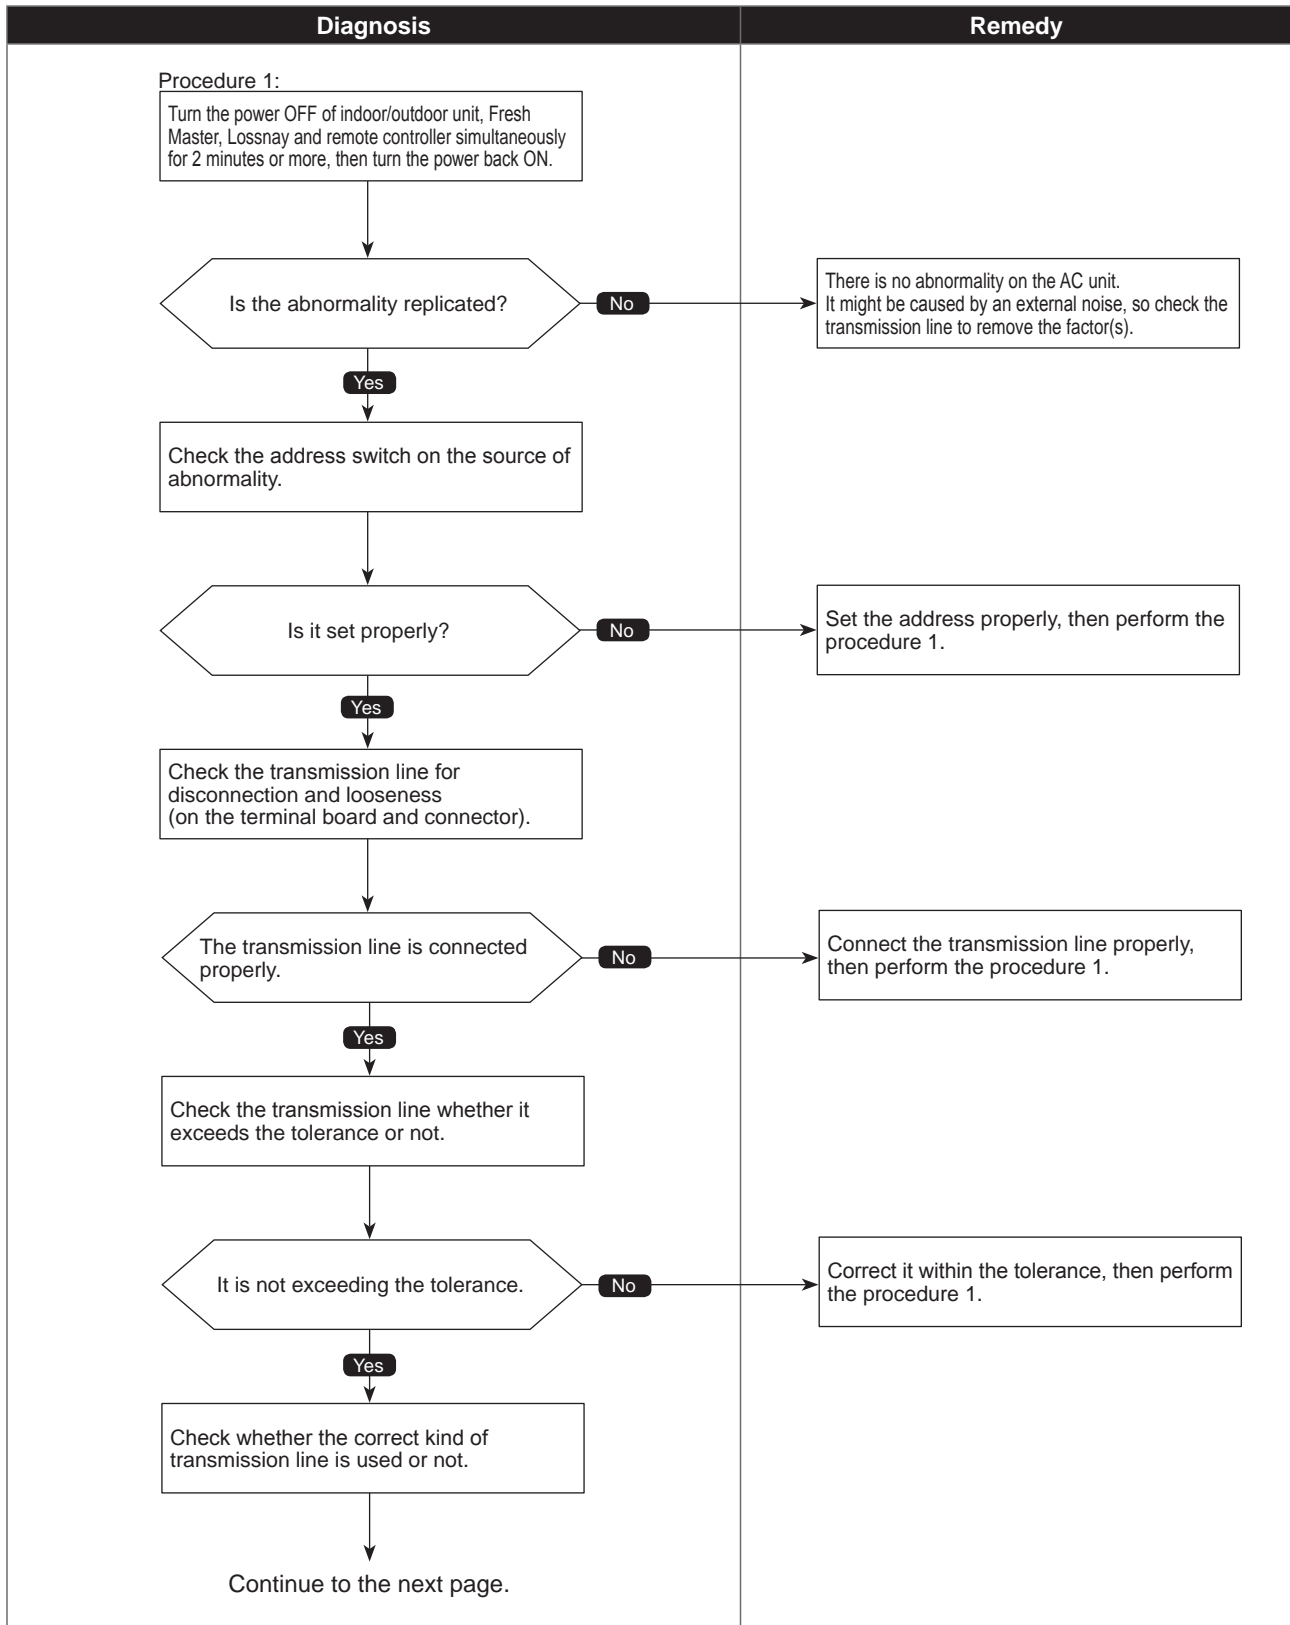 Diagnosis
Remedy
Procedure 1:
Turn the power OFF of indoor/outdoor unit, Fresh
Master, Lossnay and remote controller simultaneously
for 2 minutes or more, then turn the power back ON.
Is the abnormality replicated?
No
There is no abnormality on the AC unit.
It might be caused by an external noise, so check the
transmission line to remove the factor(s).
Yes
Check the address switch on the source of
abnormality.
Is it set properly?
No
Set the address properly, then perform the
procedure 1.
Yes
Check the transmission line for
disconnection and looseness
(on the terminal board and connector).
The transmission line is connected
properly.
No
Connect the transmission line properly,
then perform the procedure 1.
Yes
Check the transmission line whether it
exceeds the tolerance or not.
It is not exceeding the tolerance.
No
Correct it within the tolerance, then perform
the procedure 1.
Yes
Check whether the correct kind of
transmission line is used or not.
Continue to the next page.